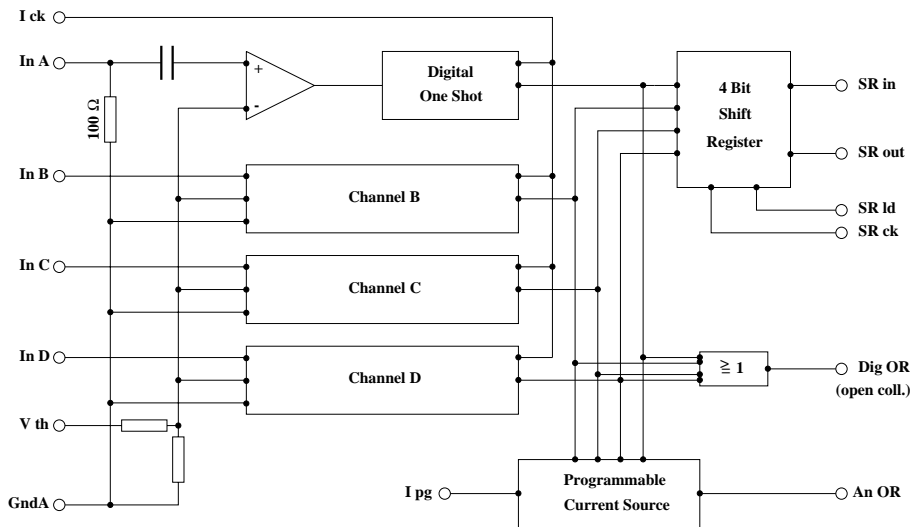 I ck
In A
+
-
100 Ω
Digital
One Shot
4 Bit
Shift
Register
SR in
SR out
SR ld
SR ck
In B
Channel B
In C
Channel C
In D
Channel D
≧ 1
Dig OR
(open coll.)
V th
GndA
I pg
Programmable
Current Source
An OR